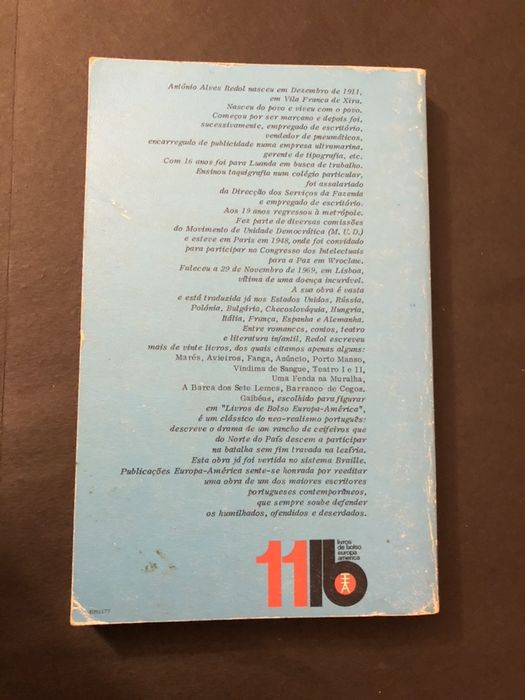 António Alves Redol nasceu em Dezembro de 1911,
em Vila Franca de Xira.
Nasceu do povo e viveu com o povo.
Começou por ser marçano e depois foi,
sucessivamente, empregado de escritório,
vendedor de pneumáticos,
encarregado de publicidade numa empresa ultramarina,
gerente de tipografia, etc.
Com 16 anos foi para Luanda em busca de trabalho.
Ensinou taquigrafia num colégio particular,
foi assalariado
da Direcção dos Serviços da Fazenda
e empregado de escritório.
Aos 19 anos regressou à metrópole.
Fez parte de diversas comissões
do Movimento de Unidade Democrática (M. U. D.)
e esteve em Paris em 1948, onde foi convidado
para participar no Congresso dos Intelectuais
para a Paz em Wroclaw.
Faleceu a 29 de Novembro de 1969, em Lisboa,
vítima de uma doença incurável.
A sua obra é vasta
e está traduzida já nos Estados Unidos, Rússia,
Polónia, Bulgária, Checoslováquia, Hungria,
Itália, França, Espanha e Alemanha.
Entre romances, contos, teatro
e literatura infantil, Redol escreveu
mais de vinte livros, dos quais citamos apenas alguns:
Marés, Avieiros, Fanga, Anúncio, Porto Manso,
Vindima de Sangue, Teatro I e II,
Uma Fenda na Muralha,
A Barca dos Sete Lemes, Barranco de Cegos.
Gaibéus, escolhido para figurar
em "Livros de Bolso Europa-América",
é um clássico do neo-realismo português:
descreve o drama de um rancho de ceifeiros que
do Norte do País descem a participar
na batalha sem fim travada na lezíria.
Esta obra já foi vertida no sistema Braille.
Publicações Europa-América sente-se honrada por reeditar
uma obra de um dos maiores escritores
portugueses contemporâneos,
que sempre soube defender
os humilhados, ofendidos e deserdados.
11 lb
livros
de bolso
europa
américa